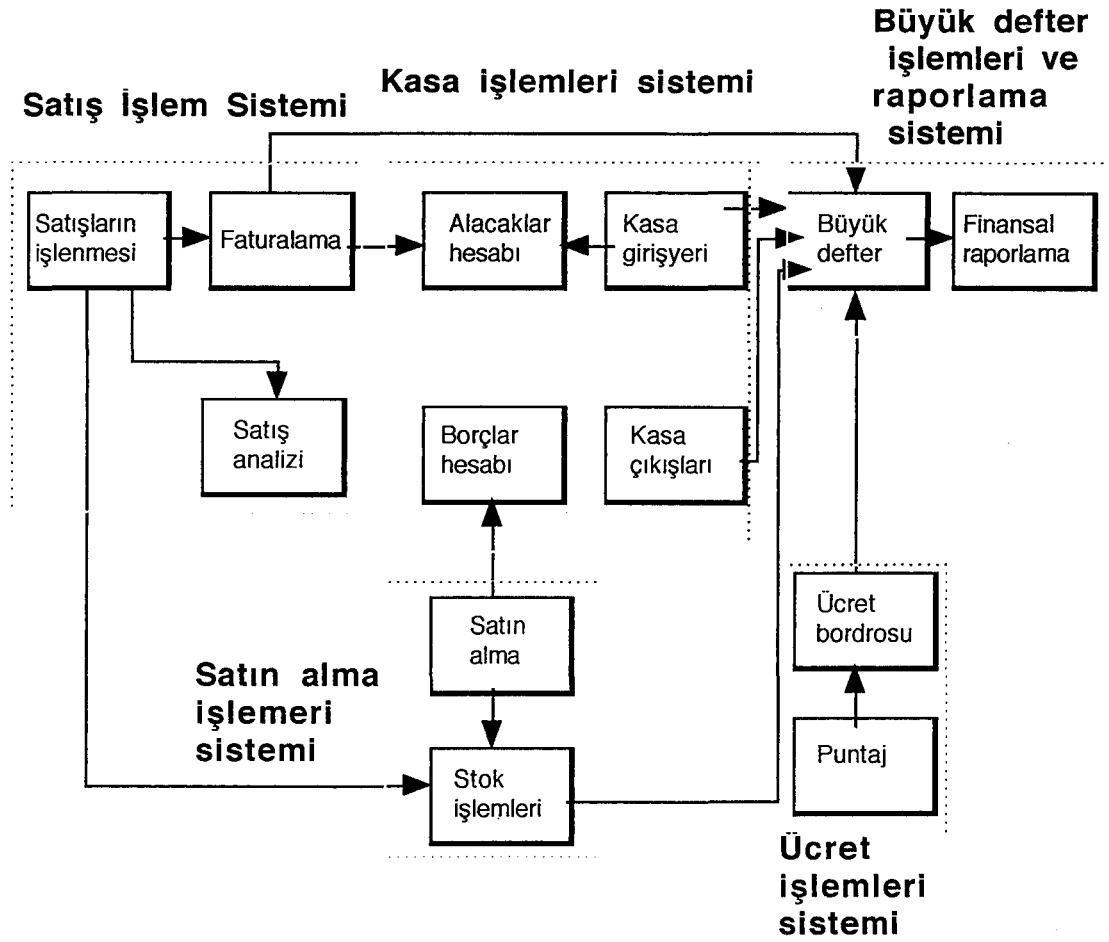 Büyük defter
işlemleri ve
raporlama
sistemi
Kasa işlemleri sistemi
Satış İşlem Sistemi
Satışların
işlenmesi
Faturalama
Alacaklar
hesabı
Kasa
girişyeri
Büyük
defter
Finansal
raporlama
Satış
analizi
Borçlar
hesabı
Kasa
çıkışları
Satın
alma
Ücret
bordrosu
Satın alma
işlemeri
sistemi
Stok
işlemleri
Puntaj
Ücret
işlemleri
sistemi